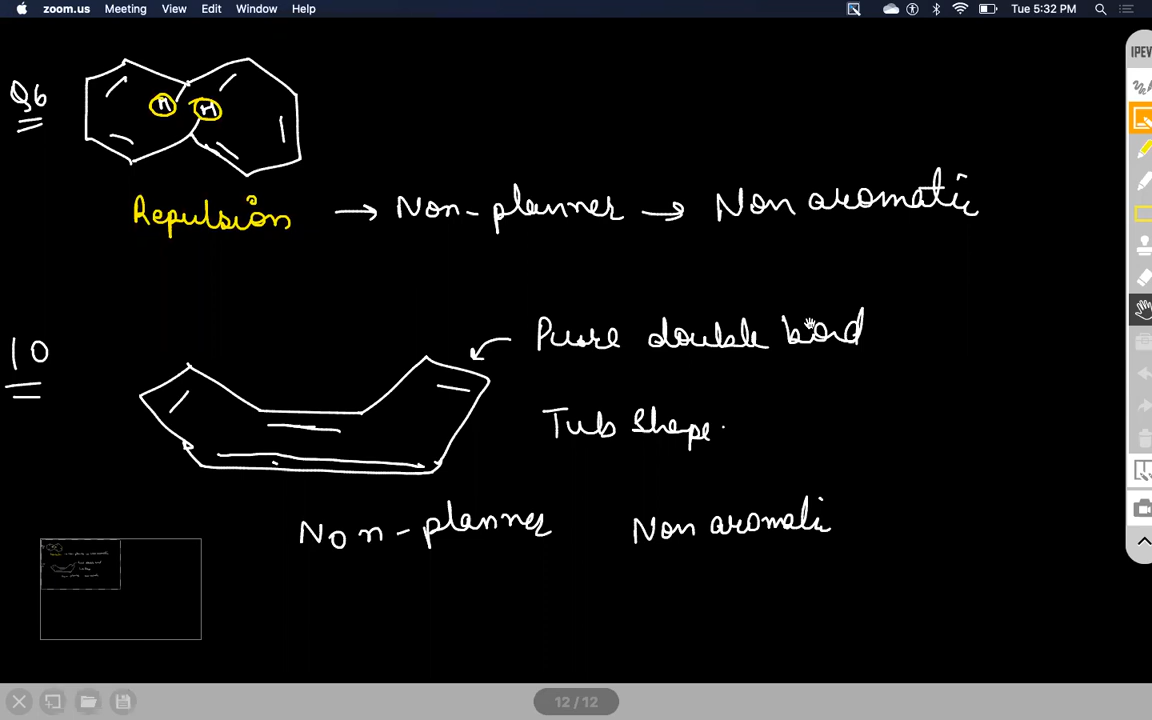 zoom.us Meeting View Edit Window Help Tue 5:32 PM
IPEV
Q6
H H
Repulsion → Non-planner → Non aromatic
10
Pure double bond
Tub Shape.
Non-planner Non aromatic
12 / 12